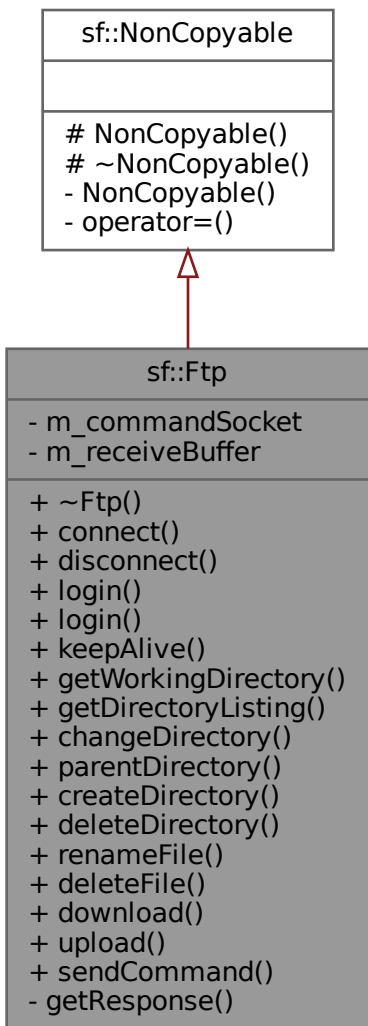 sf::NonCopyable
# NonCopyable()
# ~NonCopyable()
- NonCopyable()
- operator=()
sf::Ftp
- m_commandSocket
- m_receiveBuffer
+ ~Ftp()
+ connect()
+ disconnect()
+ login()
+ login()
+ keepAlive()
+ getWorkingDirectory()
+ getDirectoryListing()
+ changeDirectory()
+ parentDirectory()
+ createDirectory()
+ deleteDirectory()
+ renameFile()
+ deleteFile()
+ download()
+ upload()
+ sendCommand()
- getResponse()